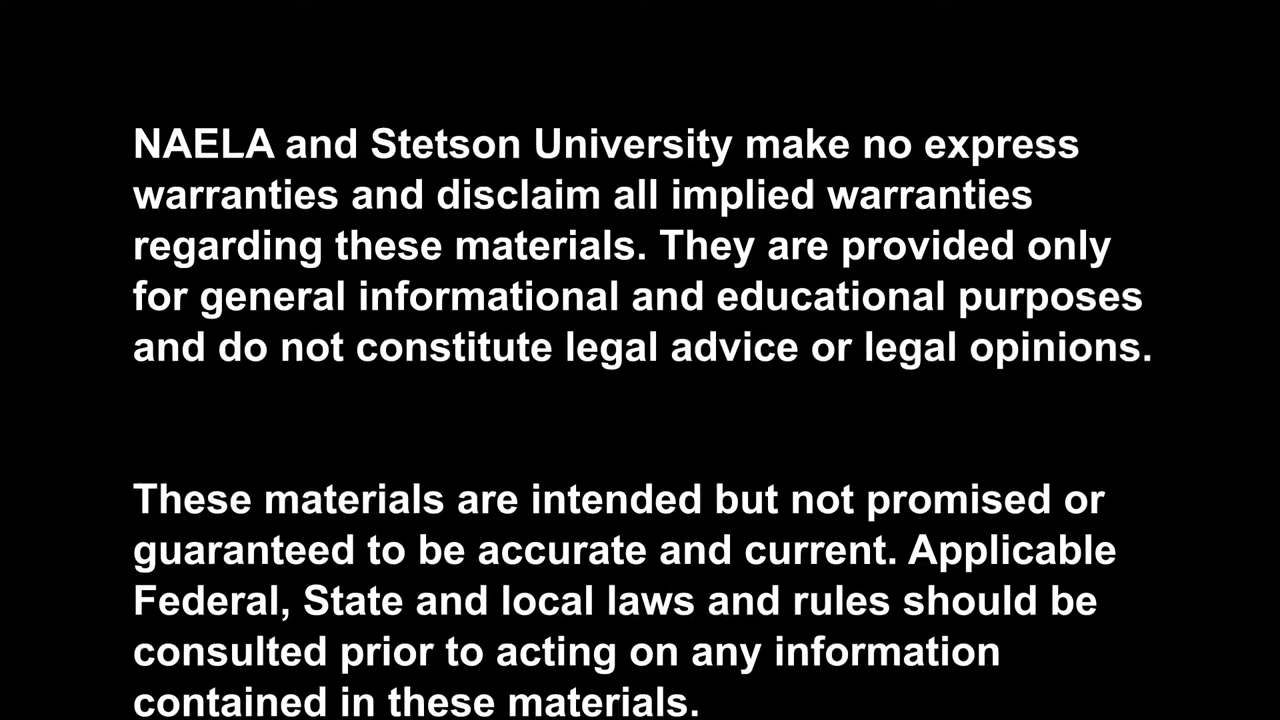 NAELA and Stetson University make no express
warranties and disclaim all implied warranties
regarding these materials. They are provided only
for general informational and educational purposes
and do not constitute legal advice or legal opinions.
These materials are intended but not promised or
guaranteed to be accurate and current. Applicable
Federal, State and local laws and rules should be
consulted prior to acting on any information
contained in these materials.